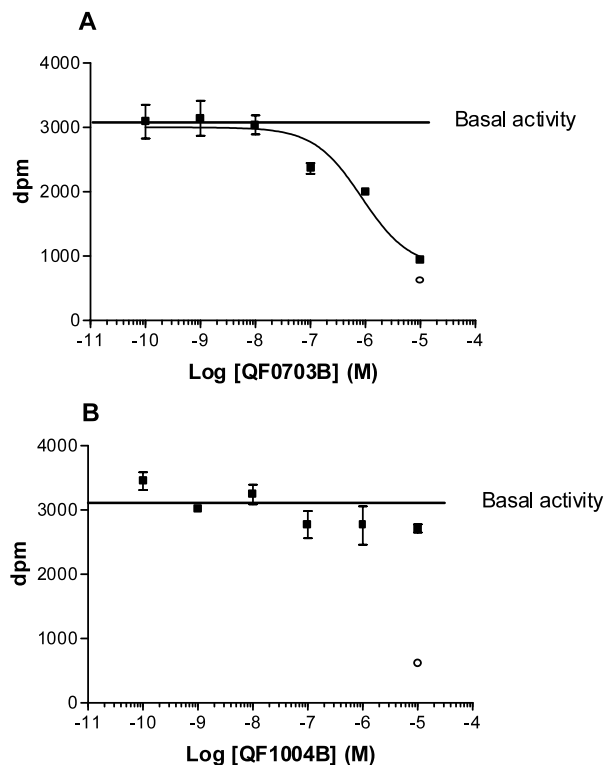 A
4000
3000
2000
1000
0
dpm
Basal activity
-11 -10 -9 -8 -7 -6 -5 -4
Log [QF0703B] (M)
B
4000
3000
2000
1000
0
dpm
Basal activity
-11 -10 -9 -8 -7 -6 -5 -4
Log [QF1004B] (M)